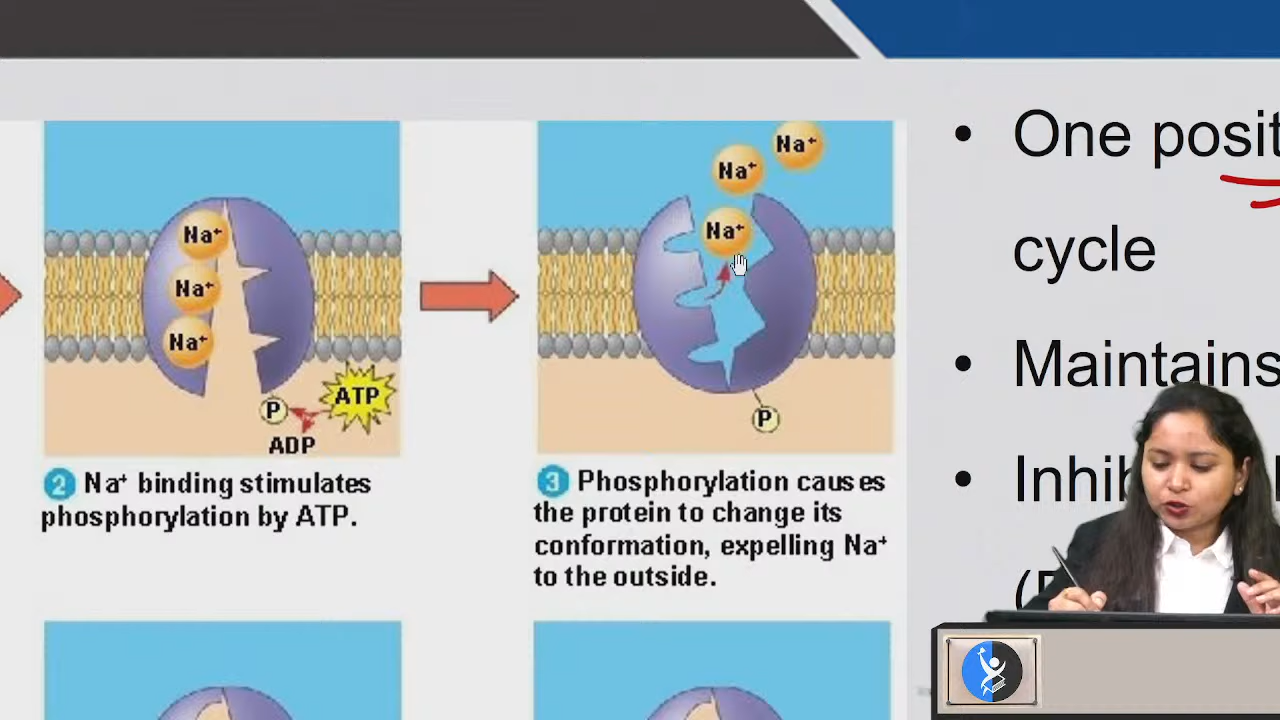 Na⁺
Na⁺
Na⁺
P
ATP
ADP
2 Na⁺ binding stimulates
phosphorylation by ATP.
Na⁺
Na⁺
Na⁺
P
3 Phosphorylation causes
the protein to change its
conformation, expelling Na⁺
to the outside.
• One posit
cycle
• Maintains
• Inhib